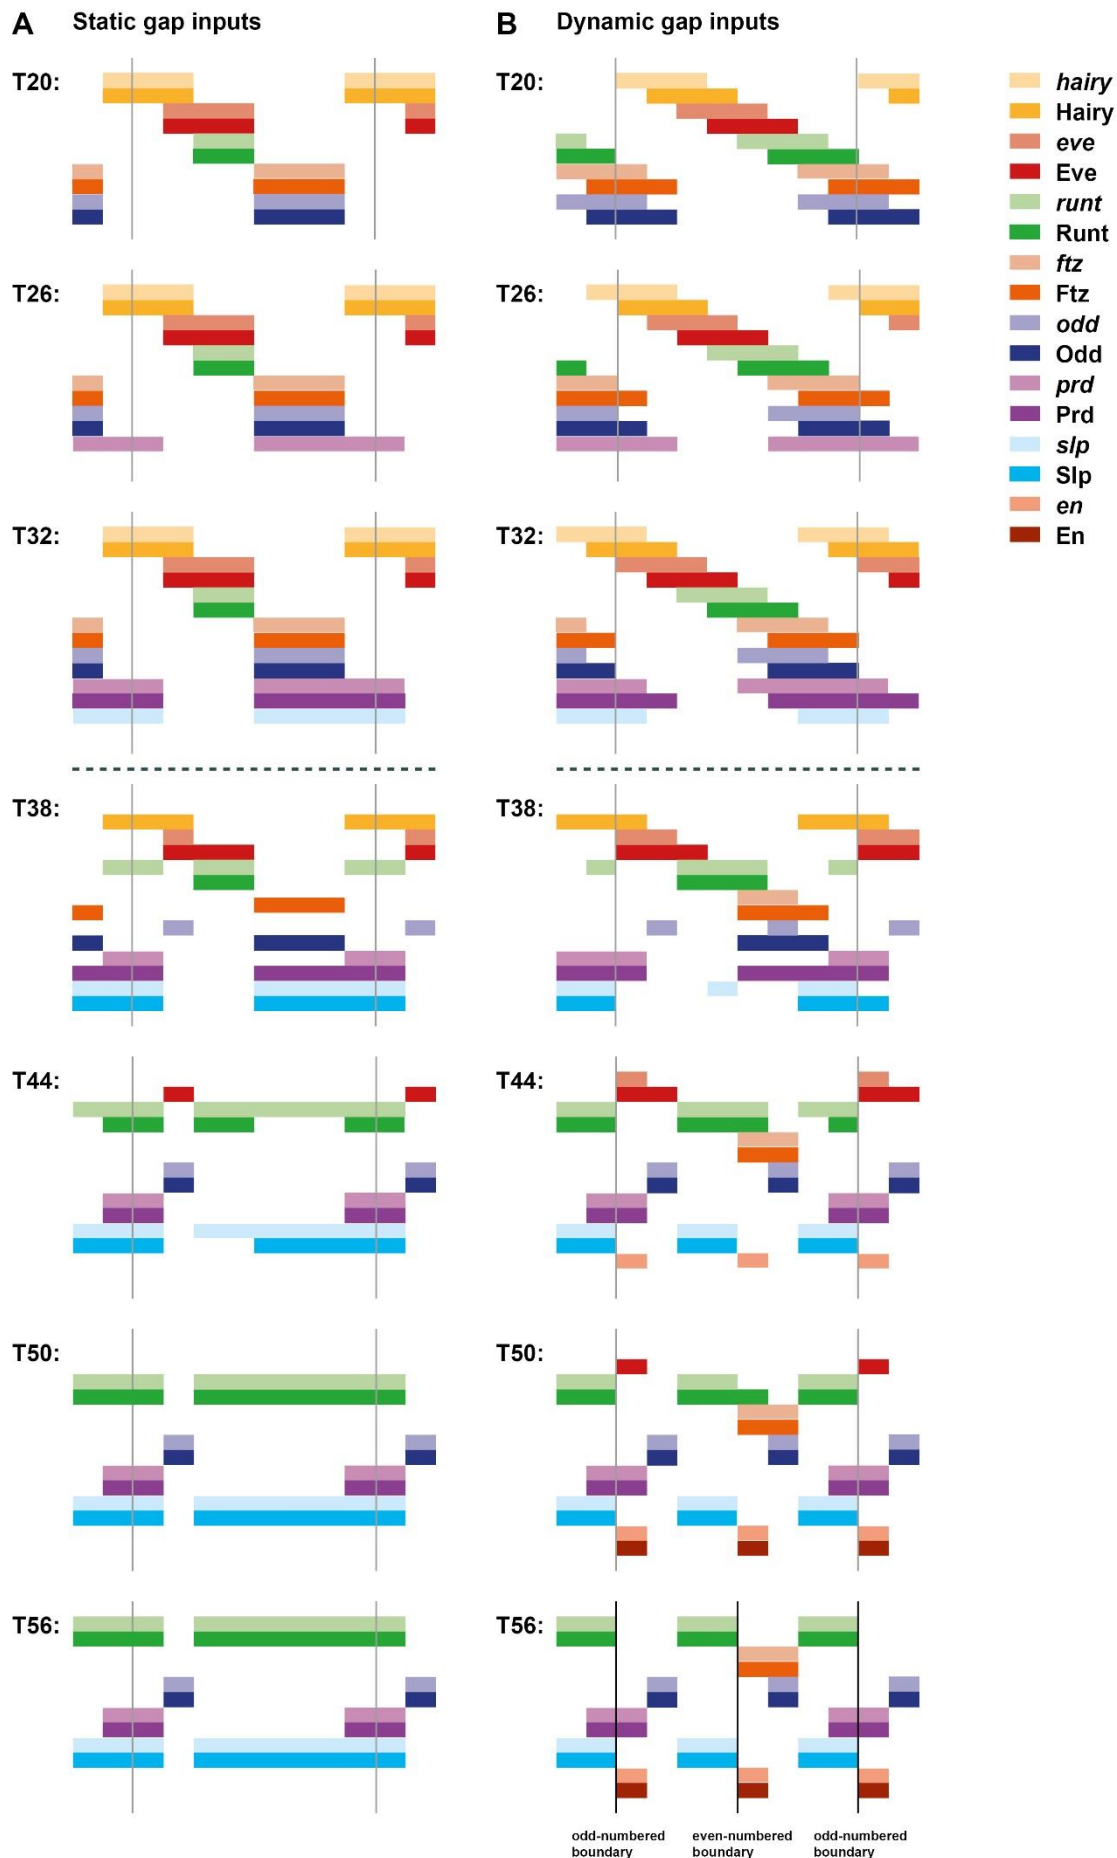 A Static gap inputs
B Dynamic gap inputs
T20:
T20:
hairy
Hairy
eve
Eve
runt
Runt
ftz
Ftz
odd
Odd
prd
Prd
slp
Slp
en
En
T26:
T26:
T32:
T32:
T38:
T38:
T44:
T44:
T50:
T50:
T56:
T56:
odd-numbered
boundary
even-numbered
boundary
odd-numbered
boundary